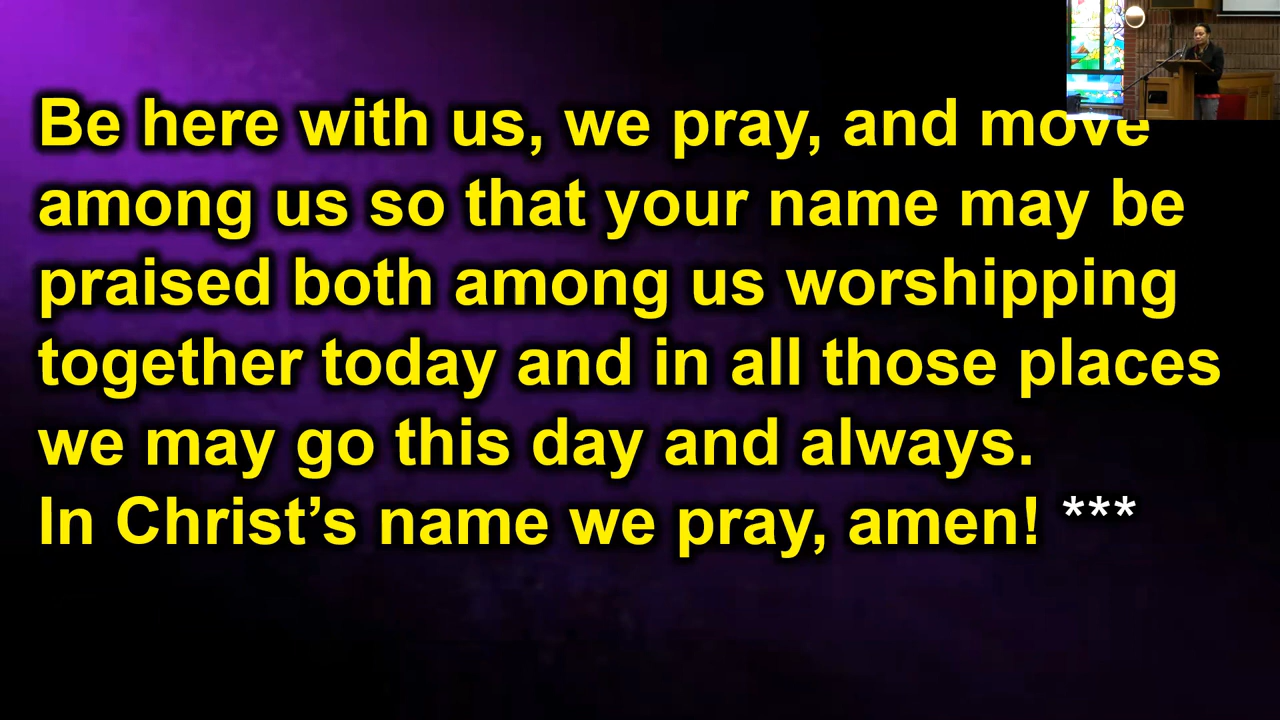 Be here with us, we pray, and move
among us so that your name may be
praised both among us worshipping
together today and in all those places
we may go this day and always.
In Christ’s name we pray, amen! ***